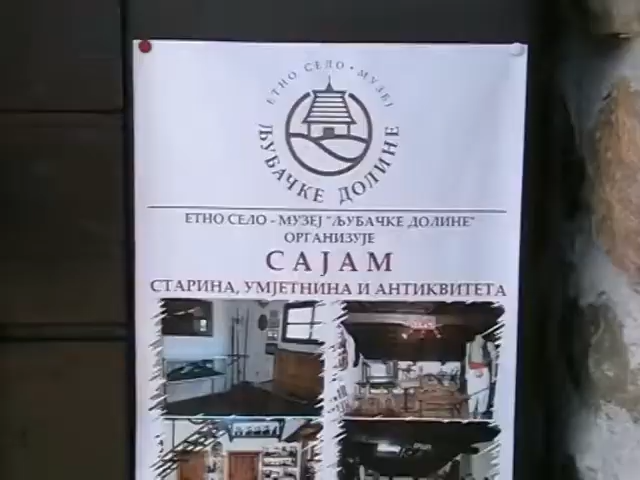 ЕТНО СЕЛО • МУЗЕЈ
ЉУБАЧКЕ ДОЛИНЕ
ЕТНО СЕЛО - МУЗЕЈ "ЉУБАЧКЕ ДОЛИНЕ"
ОРГАНИЗУЈЕ
САЈАМ
СТАРИНА, УМЈЕТНИНА И АНТИКВИТЕТА